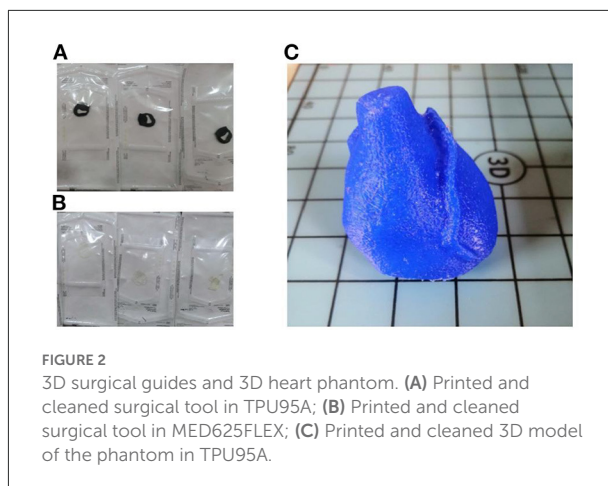 A
C
3D
B
FIGURE 2
3D surgical guides and 3D heart phantom. (A) Printed and
cleaned surgical tool in TPU95A; (B) Printed and cleaned
surgical tool in MED625FLEX; (C) Printed and cleaned 3D model
of the phantom in TPU95A.